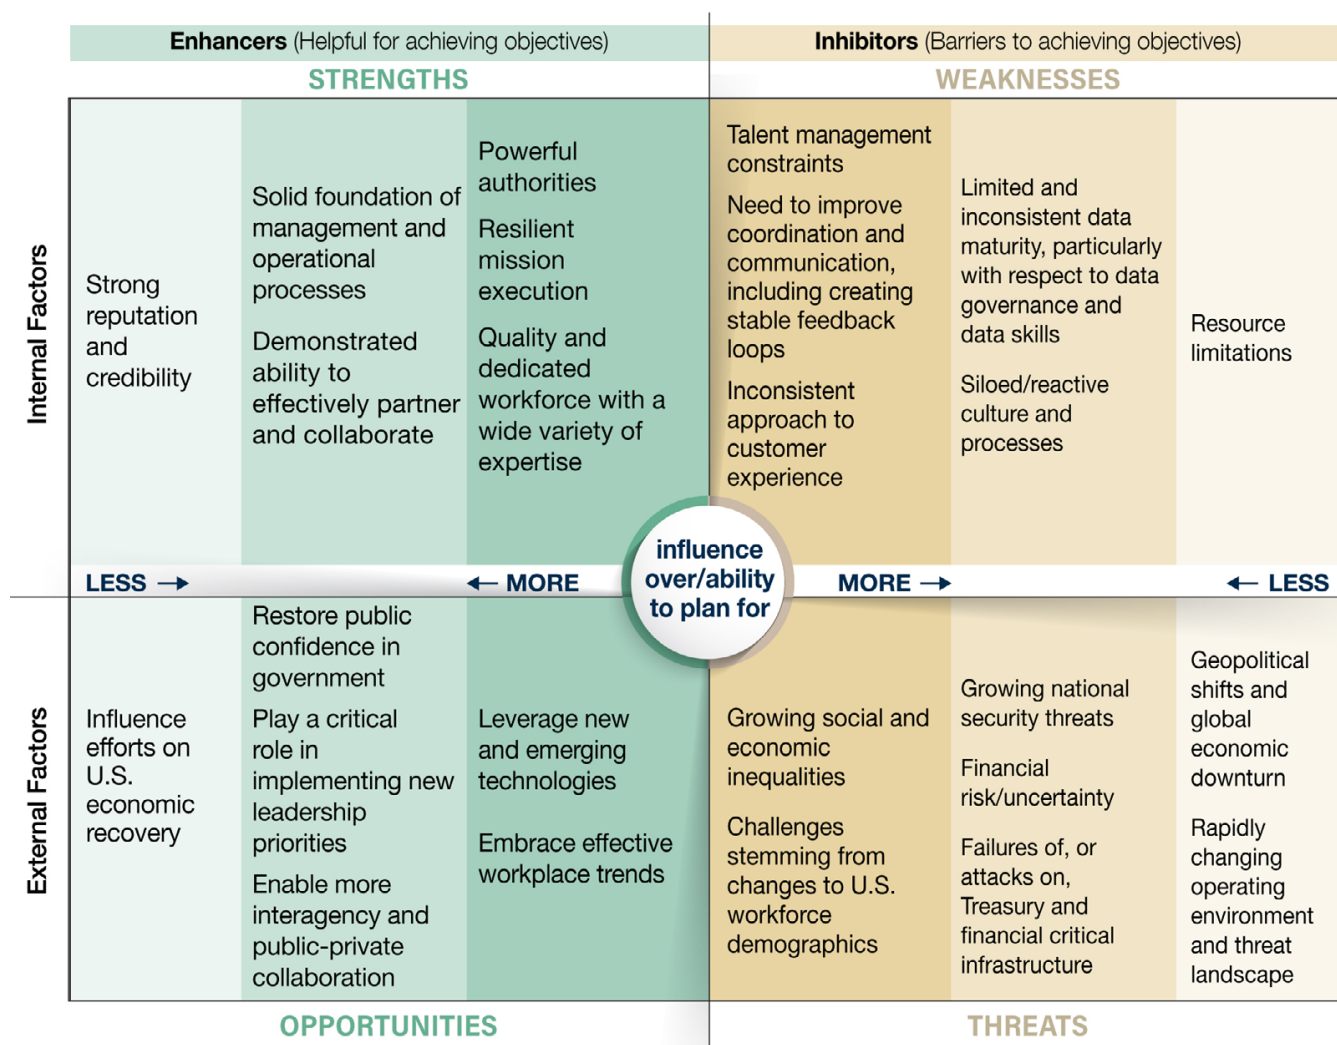 Enhancers (Helpful for achieving objectives)
Inhibitors (Barriers to achieving objectives)
STRENGTHS
WEAKNESSES
Internal Factors
Strong
reputation
and
credibility
Solid foundation of
management and
operational
processes
Demonstrated
ability to
effectively partner
and collaborate
Powerful
authorities
Resilient
mission
execution
Quality and
dedicated
workforce with a
wide variety of
expertise
Talent management
constraints
Need to improve
coordination and
communication,
including creating
stable feedback
loops
Inconsistent
approach to
customer
experience
Limited and
inconsistent data
maturity, particularly
with respect to data
governance and
data skills
Siloed/reactive
culture and
processes
Resource
limitations
LESS →
← MORE
influence
over/ability
to plan for
MORE →
← LESS
External Factors
Influence
efforts on
U.S.
economic
recovery
Restore public
confidence in
government
Play a critical
role in
implementing new
leadership
priorities
Enable more
interagency and
public-private
collaboration
Leverage new
and emerging
technologies
Embrace effective
workplace trends
Growing social and
economic
inequalities
Challenges
stemming from
changes to U.S.
workforce
demographics
Growing national
security threats
Financial
risk/uncertainty
Failures of, or
attacks on,
Treasury and
financial critical
infrastructure
Geopolitical
shifts and
global
economic
downturn
Rapidly
changing
operating
environment
and threat
landscape
OPPORTUNITIES
THREATS